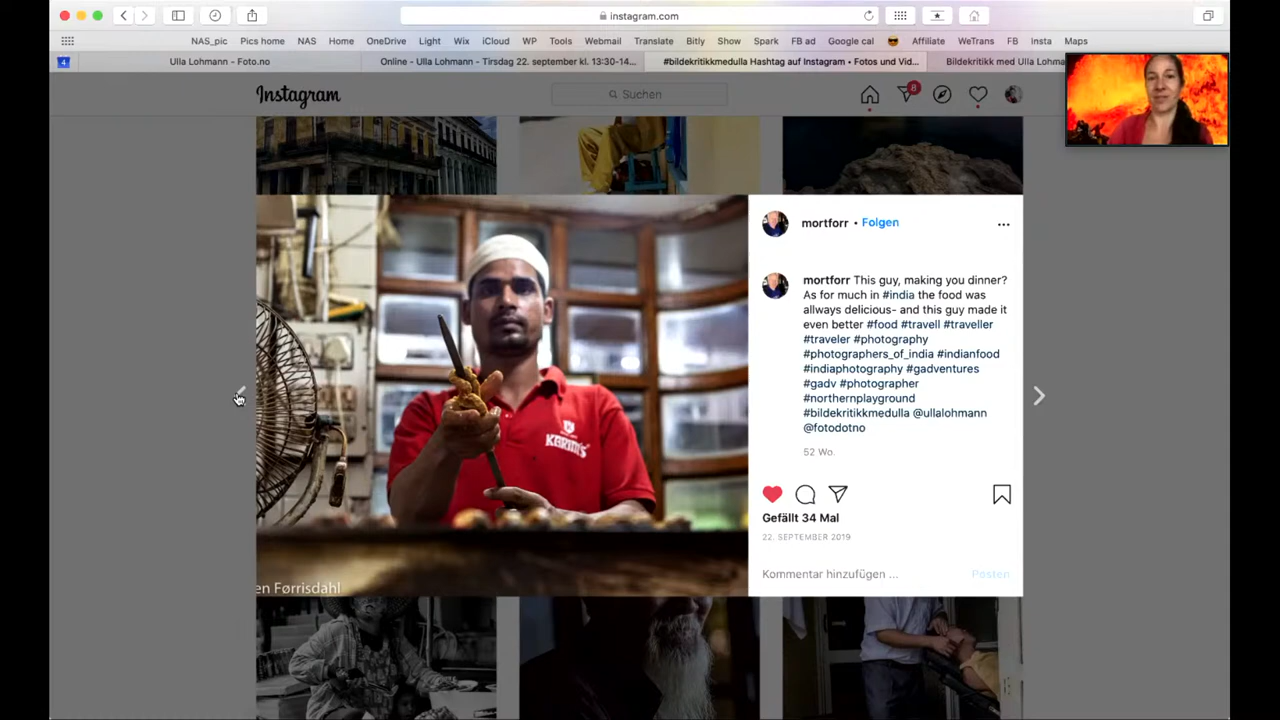 instagram.com
NAS_pic Pics home NAS Home OneDrive Light Wix iCloud WP Tools Webmail Translate Bitly Show Spark FB ad Google cal Affiliate WeTrans FB Insta Maps
4 Ulla Lohmann - Foto.no Online - Ulla Lohmann - Tirsdag 22. september kl. 13:30-14... #bildekritikkmedulla Hashtag auf Instagram • Fotos und Vid... Bildekritikk med Ulla Lohma
Instagram
Suchen
8
mortforr • Folgen
mortforr This guy, making you dinner?
As for much in #india the food was
allways delicious- and this guy made it
even better #food #travell #traveller
#traveler #photography
#photographers_of_india #indianfood
#indiaphotography #gadventures
#gadv #photographer
#northernplayground
#bildekritikkmedulla @ullalohmann
@fotodotno
52 Wo.
KARIM'S
Gefällt 34 Mal
22. SEPTEMBER 2019
Kommentar hinzufügen ...
Posten
enFørrisdahl